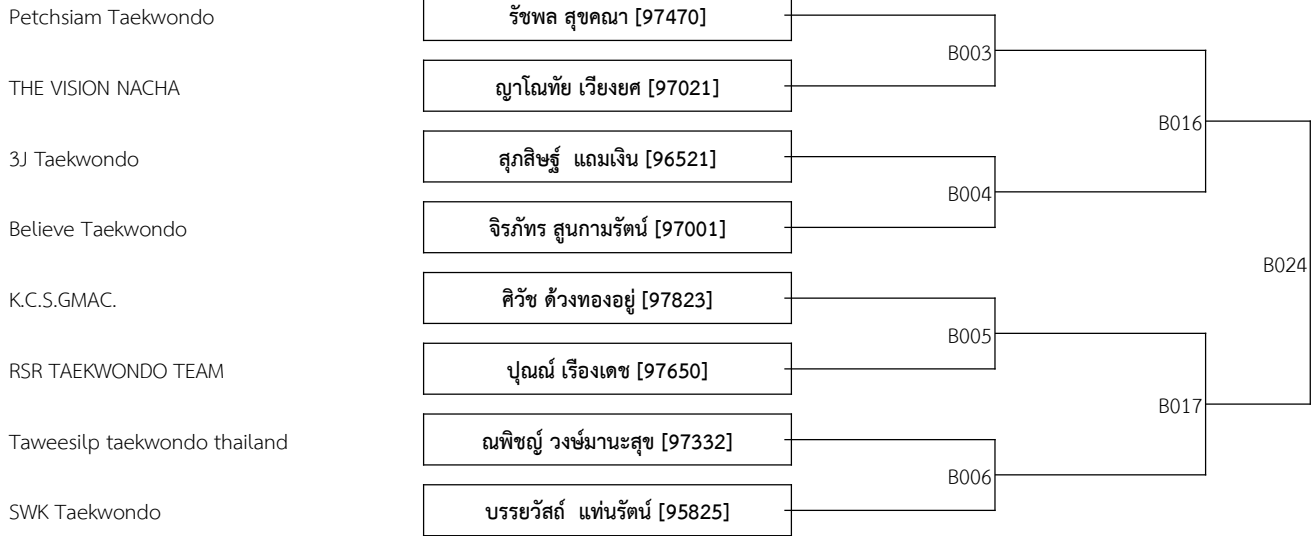 Petchsiam Taekwondo รัชพล สุขคณา [97470]
B003
THE VISION NACHA ญาโณทัย เวียงยศ [97021]
B016
3J Taekwondo สุภสิษฐ์  แถมเงิน [96521]
B004
Believe Taekwondo จิรภัทร สูนกามรัตน์ [97001]
B024
K.C.S.GMAC. ศิวัช ด้วงทองอยู่ [97823]
B005
RSR TAEKWONDO TEAM ปุณณ์ เรืองเดช [97650]
B017
Taweesilp taekwondo thailand ณพิชญ์ วงษ์มานะสุข [97332]
B006
SWK Taekwondo บรรยวัสถ์  แท่นรัตน์ [95825]